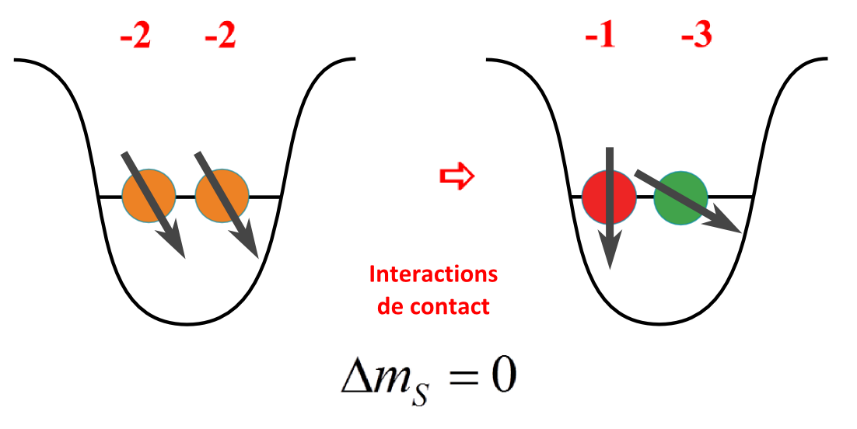 -2 -2
-1 -3
Interactions
de contact
Δm_S = 0